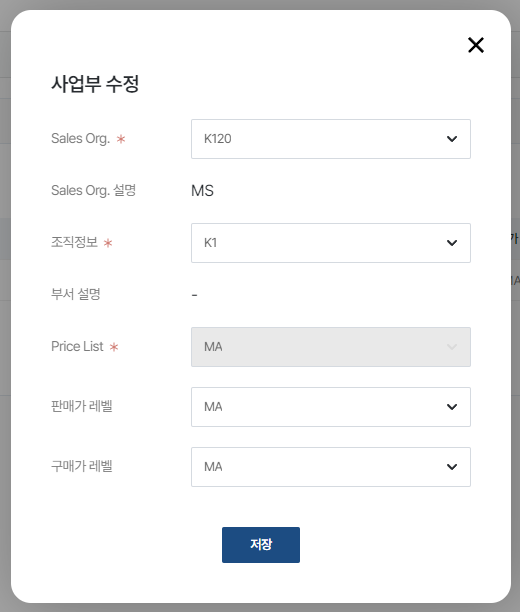 사업부 수정
Sales Org. * K120
Sales Org. 설명 MS
조직정보 * K1
부서 설명 -
Price List * MA
판매가 레벨 MA
구매가 레벨 MA
저장